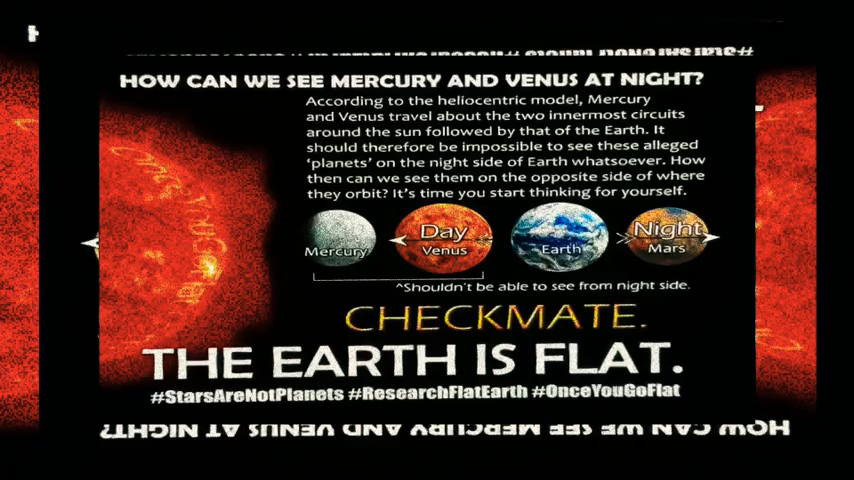 HOW CAN WE SEE MERCURY AND VENUS AT NIGHT?
According to the heliocentric model, Mercury
and Venus travel about the two innermost circuits
around the sun followed by that of the Earth. It
should therefore be impossible to see these alleged
'planets' on the night side of Earth whatsoever. How
then can we see them on the opposite side of where
they orbit? It's time you start thinking for yourself.
Day
Night
Mercury
Venus
Earth
Mars
^Shouldn't be able to see from night side.
CHECKMATE.
THE EARTH IS FLAT.
#StarsAreNotPlanets #ResearchFlatEarth #OnceYouGoFlat
HOW CAN WE SEE MERCURY AND VENUS AT NIGHT?